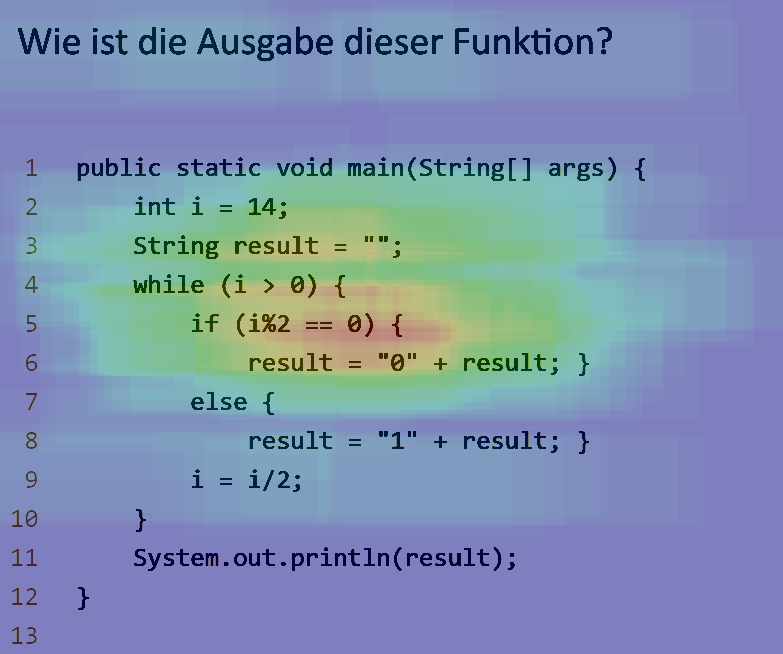 Wie ist die Ausgabe dieser Funktion?
1 public static void main(String[] args) {
2 int i = 14;
3 String result = "";
4 while (i > 0) {
5 if (i%2 == 0) {
6 result = "0" + result; }
7 else {
8 result = "1" + result; }
9 i = i/2;
10 }
11 System.out.println(result);
12 }
13